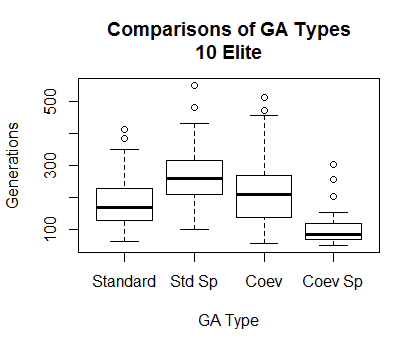 Comparisons of GA Types
10 Elite
Generations
500
300
100
Standard Std Sp Coev Coev Sp
GA Type